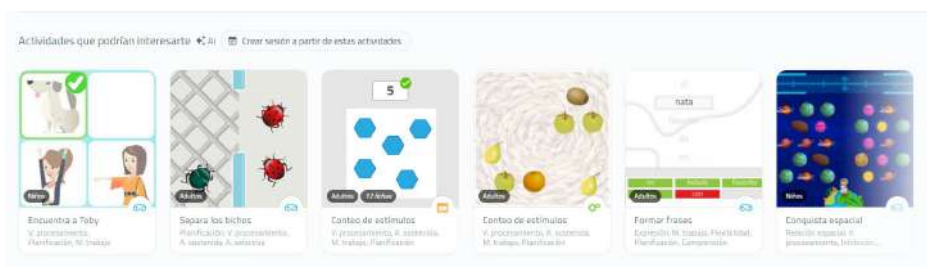 Actividades que podrían interesarte AI Crear sesión a partir de estas actividades
Niños
Encuentra a Toby
V. procesamiento,
Planificación, M. trabajo
Adultos
Separa los bichos
Planificación, V. procesamiento,
A. sostenida, A. selectiva
5
Adultos 17 fichas
Conteo de estímulos
V. procesamiento, A. sostenida,
M. trabajo, Planificación
Adultos
Conteo de estímulos
V. procesamiento, A. sostenida,
M. trabajo, Planificación
nata
Adultos
con
Formar frases
Expresión, M. trabajo, Flexibilidad,
Planificación, Comprensión
Niños
Conquista espacial
Relación espacial, V.
procesamiento, Inhibición...